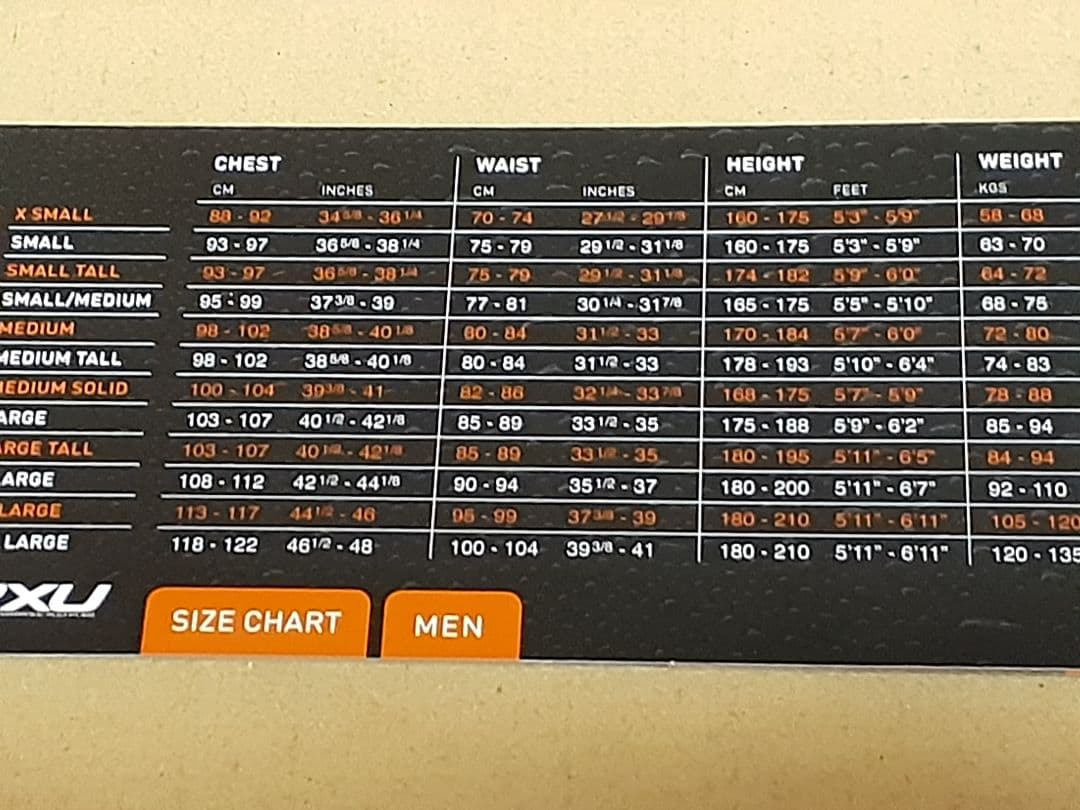 CHEST WAIST HEIGHT WEIGHT
CM INCHES CM INCHES CM FEET KGS
X SMALL 88 - 92 34 5/8 - 36 1/4 70 - 74 27 1/2 - 29 1/8 160 - 175 5'3" - 5'9" 58 - 68
SMALL 93 - 97 36 5/8 - 38 1/4 75 - 79 29 1/2 - 31 1/8 160 - 175 5'3" - 5'9" 63 - 70
SMALL TALL 93 - 97 36 5/8 - 38 1/4 75 - 79 29 1/2 - 31 1/8 174 - 182 5'9" - 6'0" 64 - 72
SMALL/MEDIUM 95 - 99 37 3/8 - 39 77 - 81 30 1/4 - 31 7/8 165 - 175 5'5" - 5'10" 68 - 75
MEDIUM 98 - 102 38 5/8 - 40 1/8 80 - 84 31 1/2 - 33 170 - 184 5'7" - 6'0" 72 - 80
MEDIUM TALL 98 - 102 38 5/8 - 40 1/8 80 - 84 31 1/2 - 33 178 - 193 5'10" - 6'4" 74 - 83
MEDIUM SOLID 100 - 104 39 3/8 - 41 82 - 86 32 1/4 - 33 7/8 168 - 175 5'7" - 5'9" 78 - 88
ARGE 103 - 107 40 1/2 - 42 1/8 85 - 89 33 1/2 - 35 175 - 188 5'9" - 6'2" 85 - 94
ARGE TALL 103 - 107 40 1/2 - 42 1/8 85 - 89 33 1/2 - 35 180 - 195 5'11" - 6'5" 84 - 94
ARGE 108 - 112 42 1/2 - 44 1/8 90 - 94 35 1/2 - 37 180 - 200 5'11" - 6'7" 92 - 110
LARGE 113 - 117 44 1/2 - 46 95 - 99 37 3/8 - 39 180 - 210 5'11" - 6'11" 105 - 120
LARGE 118 - 122 46 1/2 - 48 100 - 104 39 3/8 - 41 180 - 210 5'11" - 6'11" 120 - 135
XU
SIZE CHART MEN